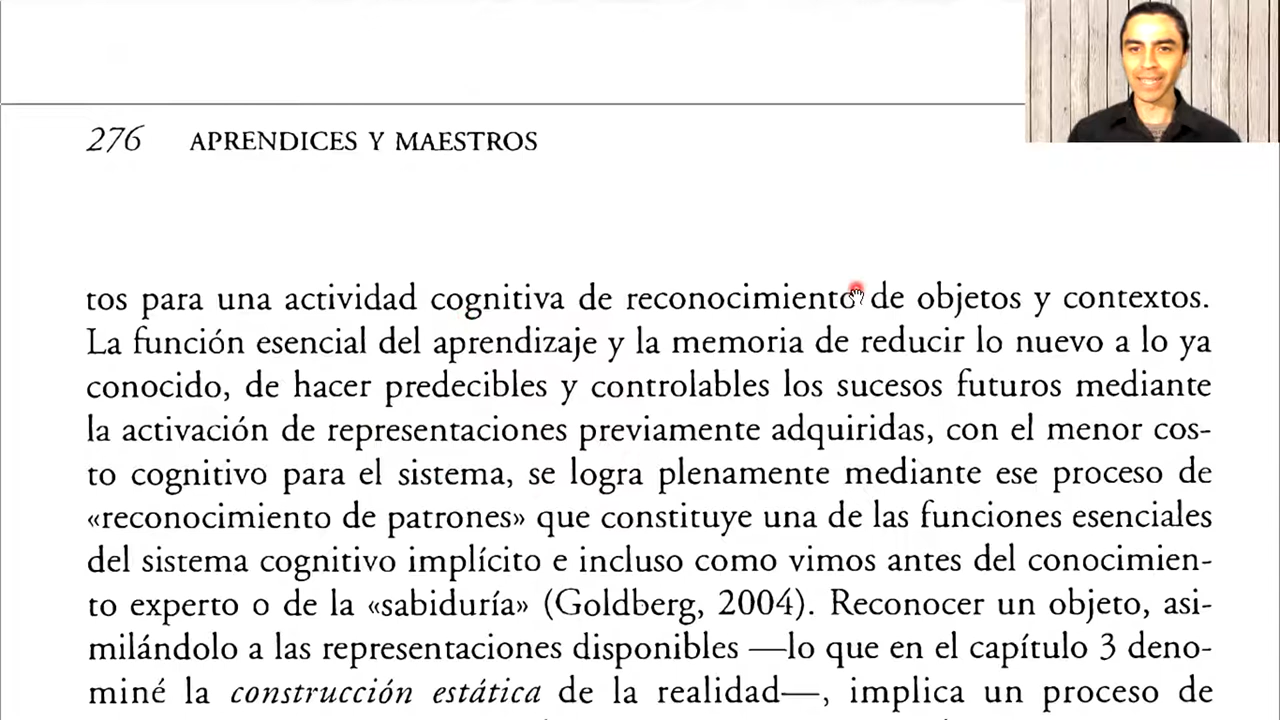 276 APRENDICES Y MAESTROS
tos para una actividad cognitiva de reconocimiento de objetos y contextos.
La función esencial del aprendizaje y la memoria de reducir lo nuevo a lo ya
conocido, de hacer predecibles y controlables los sucesos futuros mediante
la activación de representaciones previamente adquiridas, con el menor cos-
to cognitivo para el sistema, se logra plenamente mediante ese proceso de
«reconocimiento de patrones» que constituye una de las funciones esenciales
del sistema cognitivo implícito e incluso como vimos antes del conocimien-
to experto o de la «sabiduría» (Goldberg, 2004). Reconocer un objeto, asi-
milándolo a las representaciones disponibles —lo que en el capítulo 3 deno-
miné la construcción estática de la realidad—, implica un proceso de